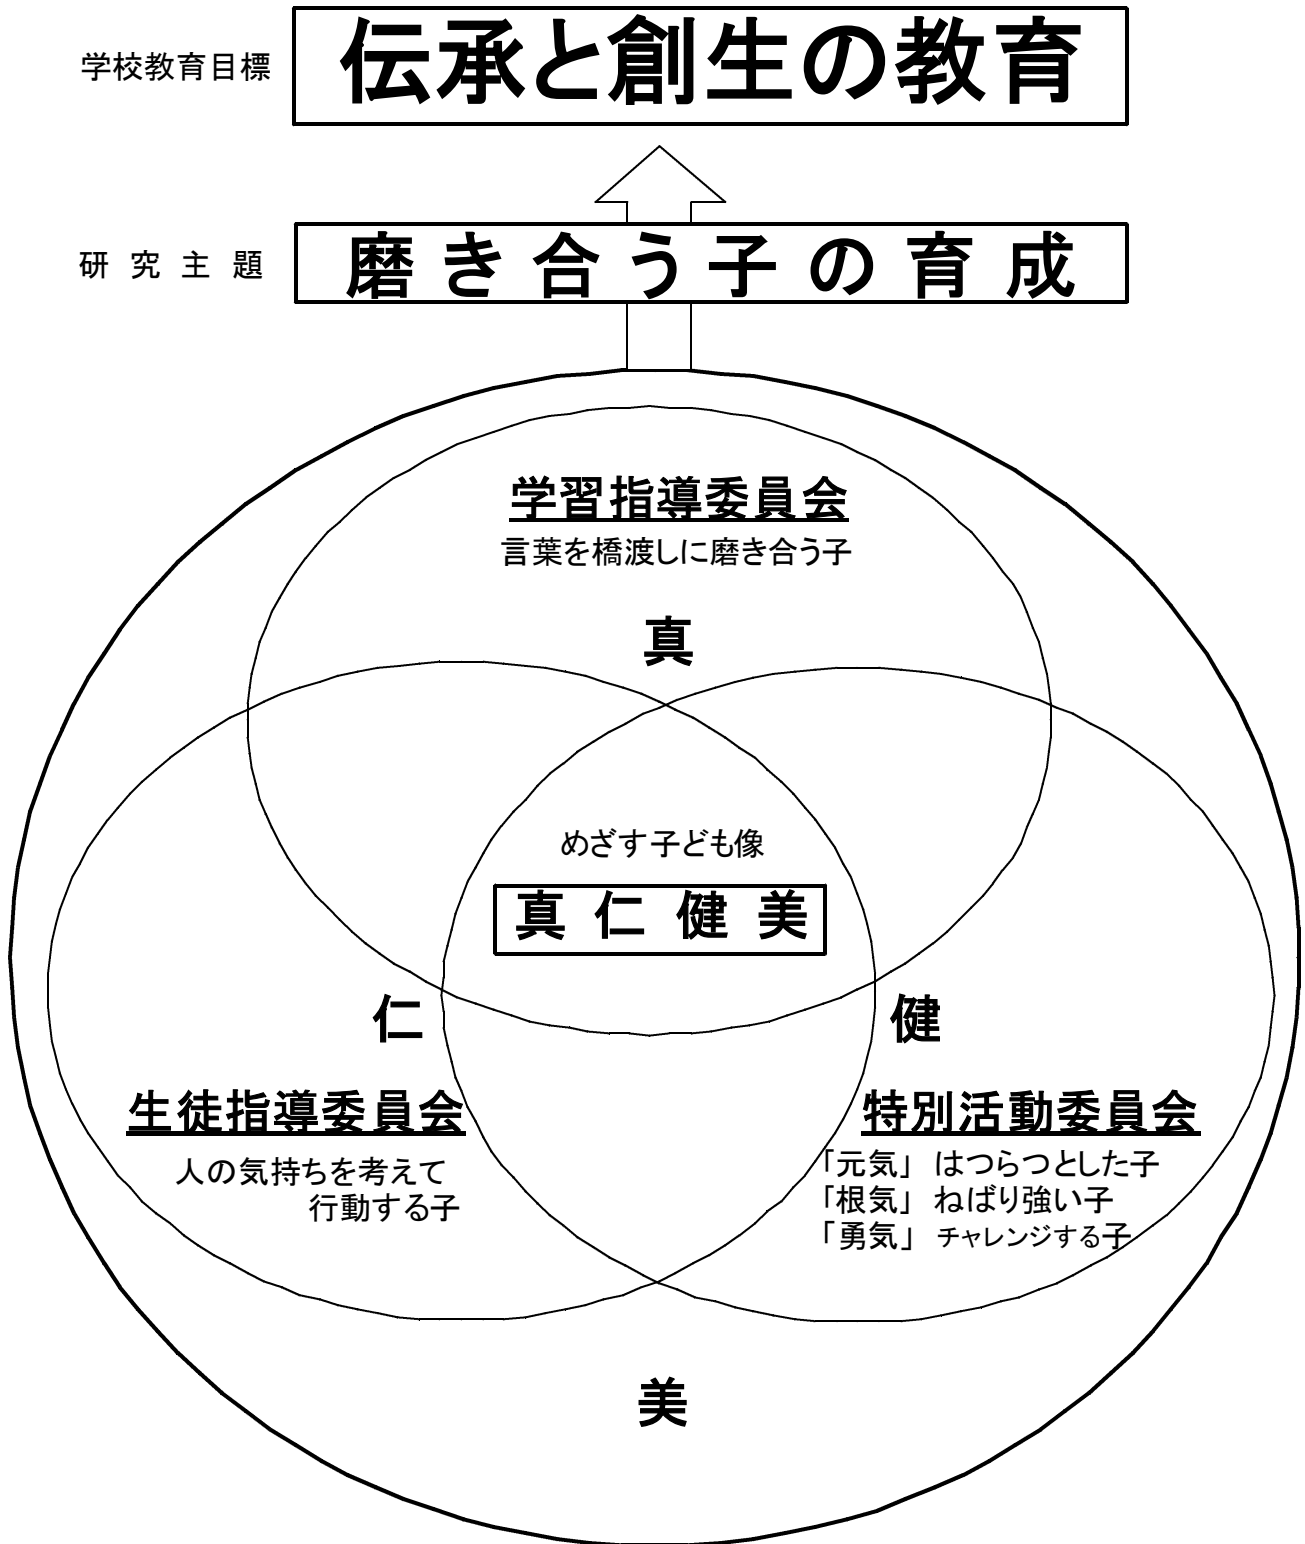 学校教育目標
伝承と創生の教育
研究主題
磨き合う子の育成
学習指導委員会
言葉を橋渡しに磨き合う子
真
めざす子ども像
真仁健美
仁
健
生徒指導委員会
人の気持ちを考えて
行動する子
特別活動委員会
「元気」 はつらつとした子
「根気」 ねばり強い子
「勇気」 チャレンジする子
美